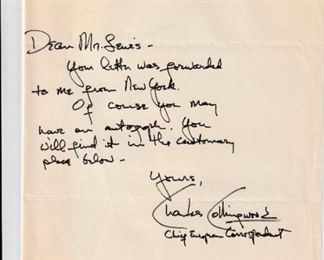 Dear Mr. Lewis -
Your letter was forwarded
to me from New York.
Of course you may
have an autograph. You
will find it in the customary
place below -
Yours,
Charles Collingwood
Chief European Correspondent